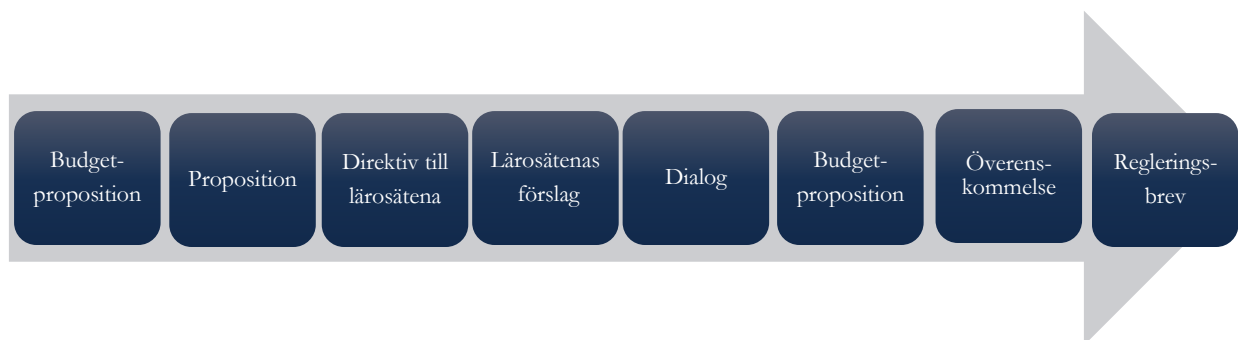 Budget-
proposition
Proposition
Direktiv till
lärosätena
Lärosätenas
förslag
Dialog
Budget-
proposition
Överens-
kommelse
Reglerings-
brev